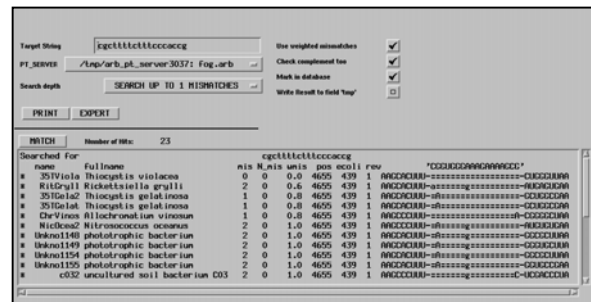 Target String cgcttttctttcccaccg
PT_SERVER /tmp/arb_pt_server3037: fog.arb
Search depth SEARCH UP TO 1 MISMATCHES
Use weighted mismatches
Check complement too
Mark in database
Write Result to field 'tmp'
PRINT EXPERT
MATCH Number of Hits: 23
Searched for cgcttttctttcccaccg
name fullname mis N_mis wmis pos ecoli rev
* 35TViola Thiocystis violacea 0 0 0.0 4655 439 1
* RitGryll Rickettsiella grylli 2 0 0.6 4655 439 1
* 35TGela2 Thiocystis gelatinosa 1 0 0.8 4655 439 1
* 35TGelat Thiocystis gelatinosa 1 0 0.8 4655 439 1
* ChrVinos Allochromatium vinosum 1 0 0.8 4655 439 1
* NicOcea2 Nitrosococcus oceanus 2 0 1.0 4655 439 1
* Unkno1148 phototrophic bacterium 2 0 1.0 4655 439 1
* Unkno1149 phototrophic bacterium 2 0 1.0 4655 439 1
* Unkno1154 phototrophic bacterium 2 0 1.0 4655 439 1
* Unkno1155 phototrophic bacterium 2 0 1.0 4655 439 1
* c032 uncultured soil bacterium C03 2 0 1.0 4655 439 1